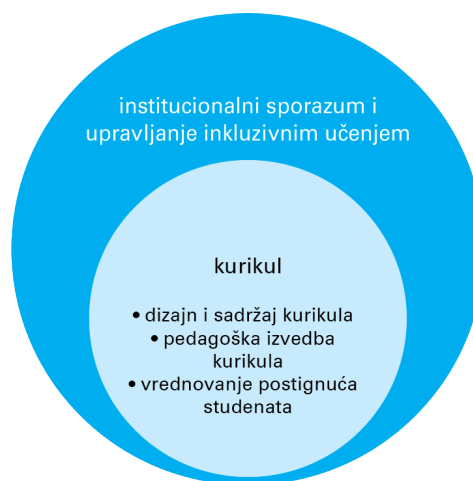 institucionalni sporazum i
upravljanje inkluzivnim učenjem
kurikul
• dizajn i sadržaj kurikula
• pedagoška izvedba
kurikula
• vrednovanje postignuća
studenata